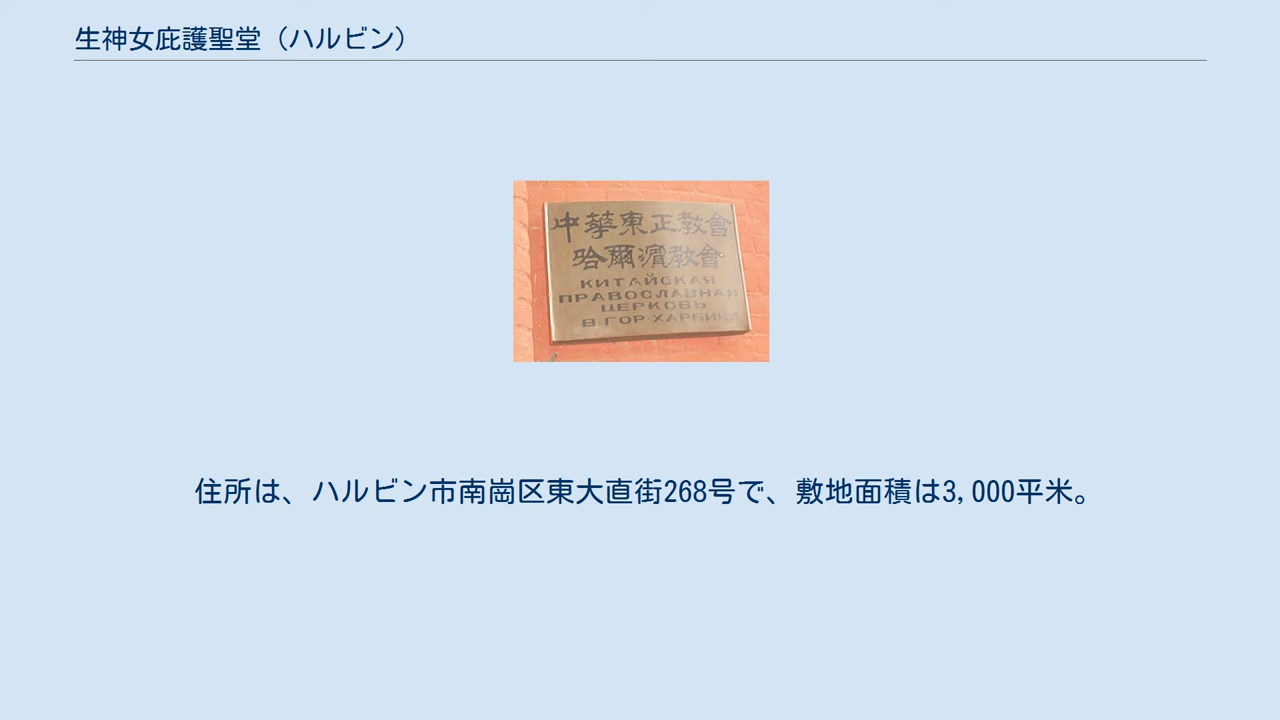 生神女庇護聖堂（ハルビン）
中華東正教會
哈爾濱教會
КИТАЙСКАЯ
ПРАВОСЛАВНАЯ
ЦЕРКОВЬ
В·ГОР·ХАРБИНЕ
住所は、ハルビン市南崗区東大直街268号で、敷地面積は3,000平米。